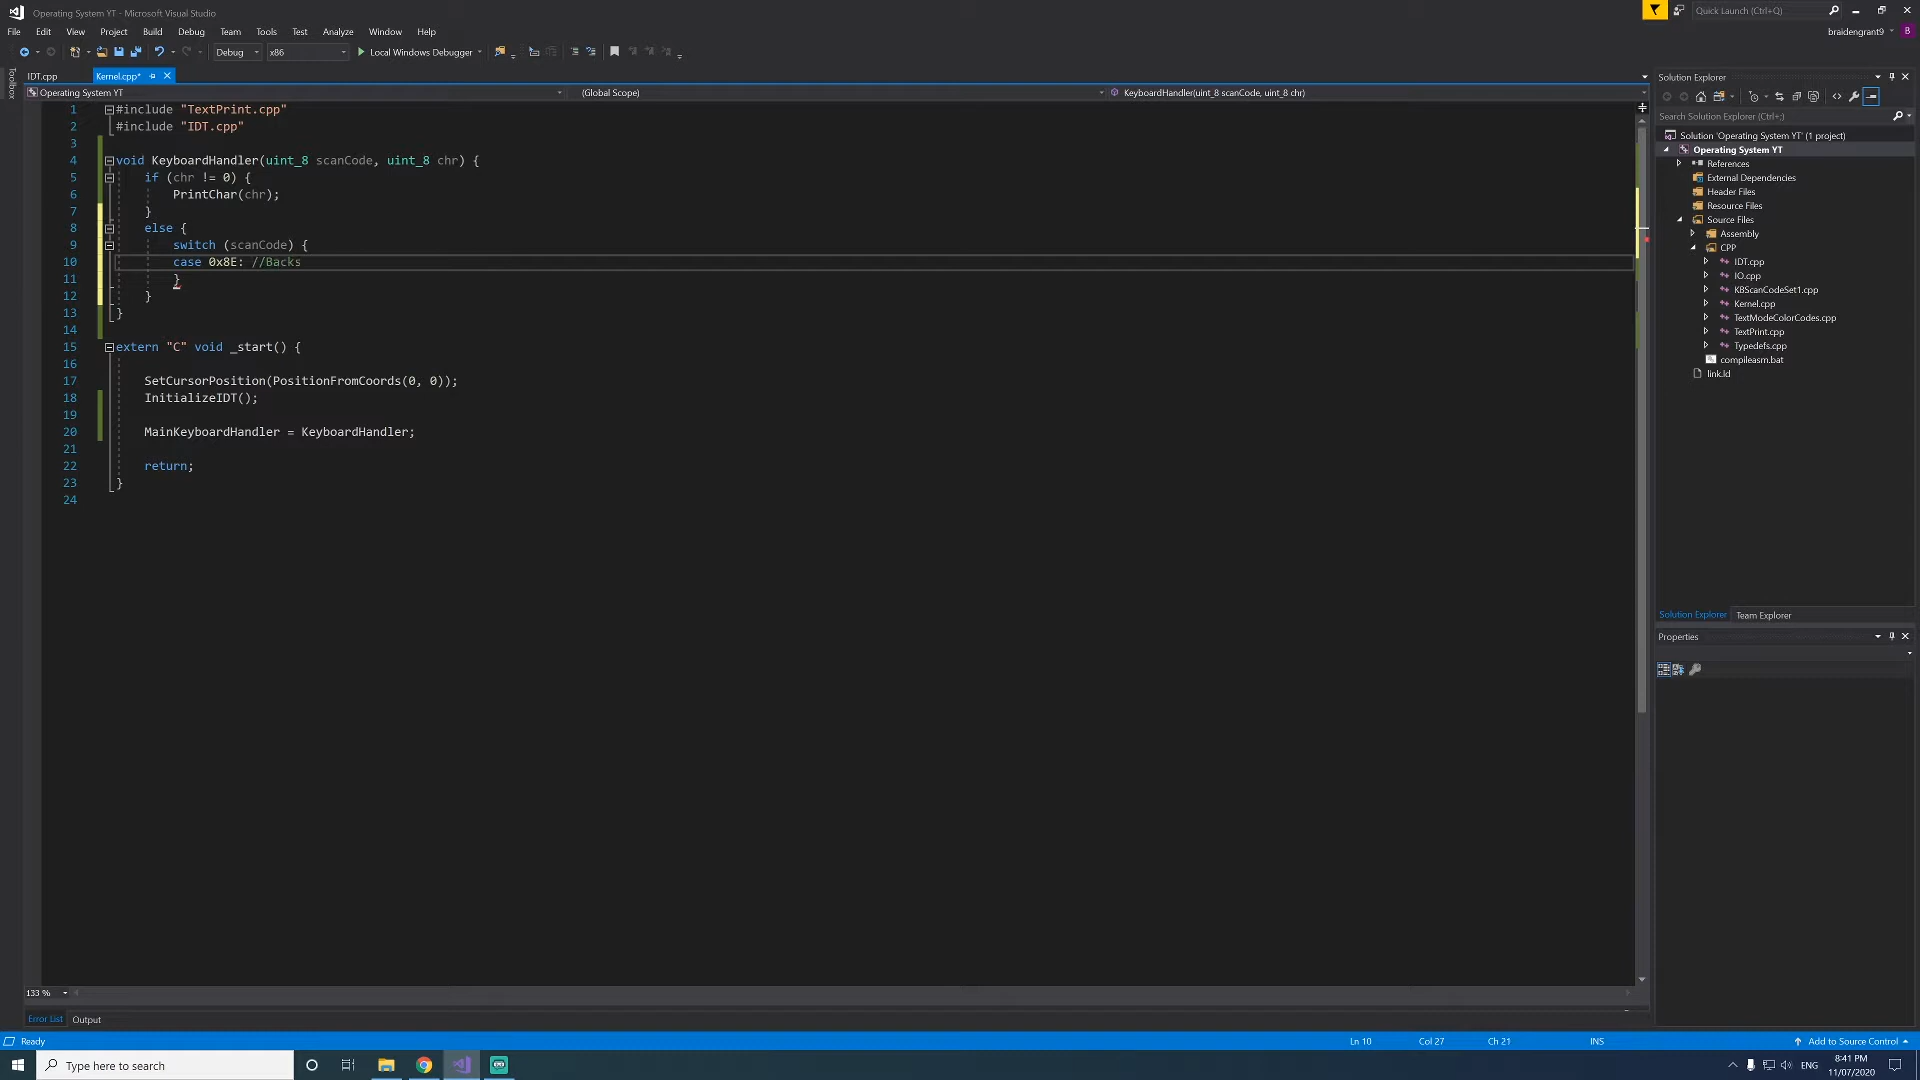 Operating System YT - Microsoft Visual Studio
Quick Launch (Ctrl+Q)
File Edit View Project Build Debug Team Tools Test Analyze Window Help
braidengrant9
B
Debug x86 Local Windows Debugger
Toolbox
IDT.cpp Kernel.cpp*
Operating System YT (Global Scope) KeyboardHandler(uint_8 scanCode, uint_8 chr)
1 #include "TextPrint.cpp"
2 #include "IDT.cpp"
3
4 void KeyboardHandler(uint_8 scanCode, uint_8 chr) {
5 if (chr != 0) {
6 PrintChar(chr);
7 }
8 else {
9 switch (scanCode) {
10 case 0x8E: //Backs
11 }
12 }
13 }
14
15 extern "C" void _start() {
16
17 SetCursorPosition(PositionFromCoords(0, 0));
18 InitializeIDT();
19
20 MainKeyboardHandler = KeyboardHandler;
21
22 return;
23 }
24
133 %
Error List Output
Solution Explorer
Search Solution Explorer (Ctrl+;)
Solution 'Operating System YT' (1 project)
Operating System YT
References
External Dependencies
Header Files
Resource Files
Source Files
Assembly
CPP
IDT.cpp
IO.cpp
KBScanCodeSet1.cpp
Kernel.cpp
TextModeColorCodes.cpp
TextPrint.cpp
Typedefs.cpp
compileasm.bat
link.ld
Solution Explorer Team Explorer
Properties
Ready Ln 10 Col 27 Ch 21 INS Add to Source Control
Type here to search
ENG
8:41 PM
11/07/2020